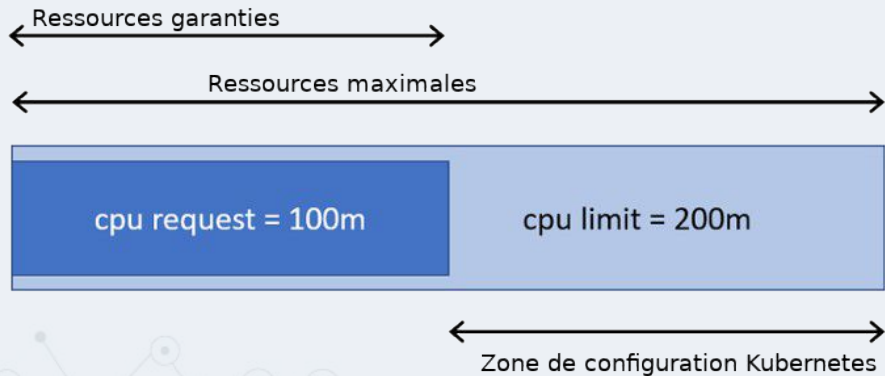 Ressources garanties
Ressources maximales
cpu request = 100m
cpu limit = 200m
Zone de configuration Kubernetes